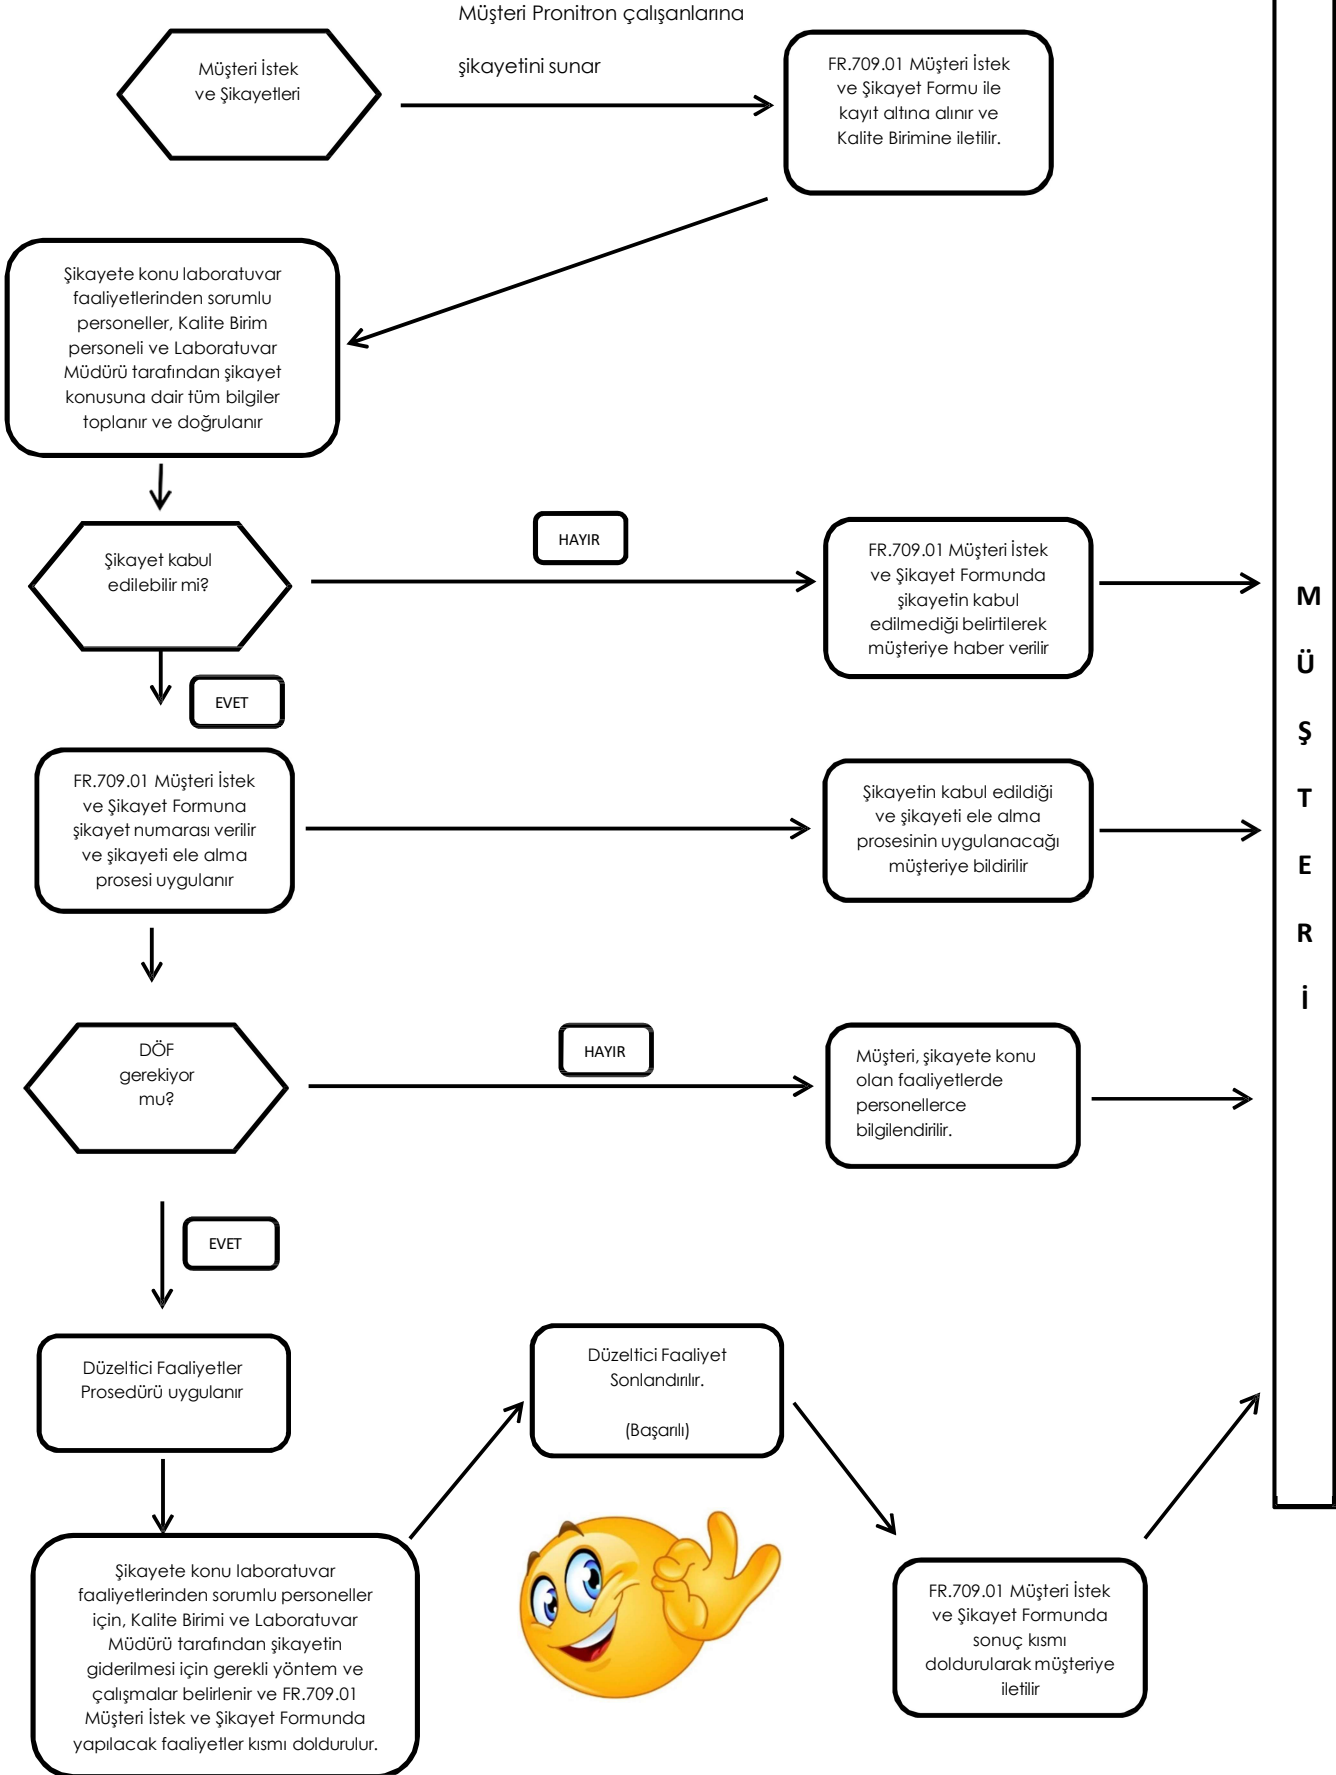 Müşteri Pronitron çalışanlarına
şikayetini sunar
Müşteri İstek
ve Şikayetleri
FR.709.01 Müşteri İstek
ve Şikayet Formu ile
kayıt altına alınır ve
Kalite Birimine iletilir.
Şikayete konu laboratuvar
faaliyetlerinden sorumlu
personeller, Kalite Birim
personeli ve Laboratuvar
Müdürü tarafından şikayet
konusuna dair tüm bilgiler
toplanır ve doğrulanır
Şikayet kabul
edilebilir mi?
HAYIR
FR.709.01 Müşteri İstek
ve Şikayet Formunda
şikayetin kabul
edilmediği belirtilerek
müşteriye haber verilir
EVET
FR.709.01 Müşteri İstek
ve Şikayet Formuna
şikayet numarası verilir
ve şikayeti ele alma
prosesi uygulanır
Şikayetin kabul edildiği
ve şikayeti ele alma
prosesinin uygulanacağı
müşteriye bildirilir
DÖF
gerekiyor
mu?
HAYIR
Müşteri, şikayete konu
olan faaliyetlerde
personellerce
bilgilendirilir.
EVET
Düzeltici Faaliyetler
Prosedürü uygulanır
Düzeltici Faaliyet
Sonlandırılır.
(Başarılı)
Şikayete konu laboratuvar
faaliyetlerinden sorumlu personeller
için, Kalite Birimi ve Laboratuvar
Müdürü tarafından şikayetin
giderilmesi için gerekli yöntem ve
çalışmalar belirlenir ve FR.709.01
Müşteri İstek ve Şikayet Formunda
yapılacak faaliyetler kısmı doldurulur.
FR.709.01 Müşteri İstek
ve Şikayet Formunda
sonuç kısmı
doldurularak müşteriye
iletilir
M
Ü
Ş
T
E
R
İ